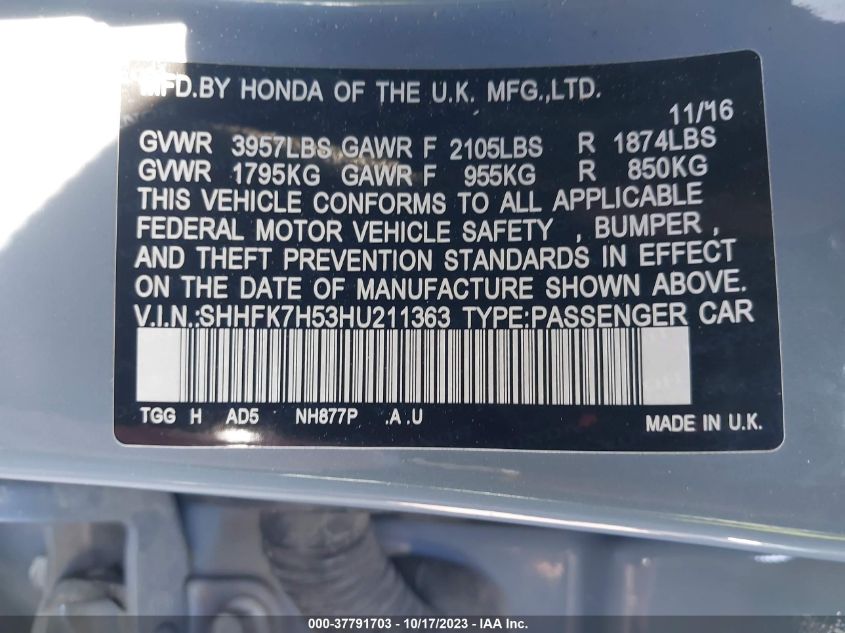 MFD.BY HONDA OF THE U.K. MFG.,LTD.
11/16
GVWR 3957LBS GAWR F 2105LBS R 1874LBS
GVWR 1795KG GAWR F 955KG R 850KG
THIS VEHICLE CONFORMS TO ALL APPLICABLE
FEDERAL MOTOR VEHICLE SAFETY , BUMPER ,
AND THEFT PREVENTION STANDARDS IN EFFECT
ON THE DATE OF MANUFACTURE SHOWN ABOVE.
V.I.N.:SHHFK7H53HU211363 TYPE:PASSENGER CAR
TGG H AD5 NH877P .A .U
MADE IN U.K.
000-37791703 - 10/17/2023 - IAA Inc.